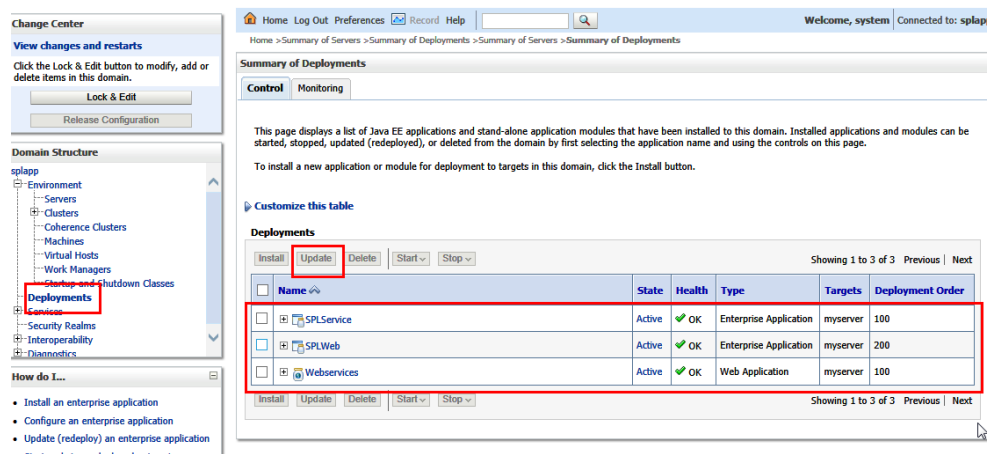 Change Center
View changes and restarts
Click the Lock & Edit button to modify, add or
delete items in this domain.
Lock & Edit
Release Configuration
Domain Structure
splapp
Environment
Servers
Clusters
Coherence Clusters
Machines
Virtual Hosts
Work Managers
Startup and Shutdown Classes
Deployments
Services
Security Realms
Interoperability
Diagnostics
How do I...
Install an enterprise application
Configure an enterprise application
Update (redeploy) an enterprise application
Home Log Out Preferences Record Help
Welcome, system Connected to: splapp
Home >Summary of Servers >Summary of Deployments >Summary of Servers >Summary of Deployments
Summary of Deployments
Control Monitoring
This page displays a list of Java EE applications and stand-alone application modules that have been installed to this domain. Installed applications and modules can be
started, stopped, updated (redeployed), or deleted from the domain by first selecting the application name and using the controls on this page.
To install a new application or module for deployment to targets in this domain, click the Install button.
Customize this table
Deployments
Install Update Delete Start Stop Showing 1 to 3 of 3 Previous | Next
Name State Health Type Targets Deployment Order
SPLService Active OK Enterprise Application myserver 100
SPLWeb Active OK Enterprise Application myserver 200
Webservices Active OK Web Application myserver 100
Install Update Delete Start Stop Showing 1 to 3 of 3 Previous | Next